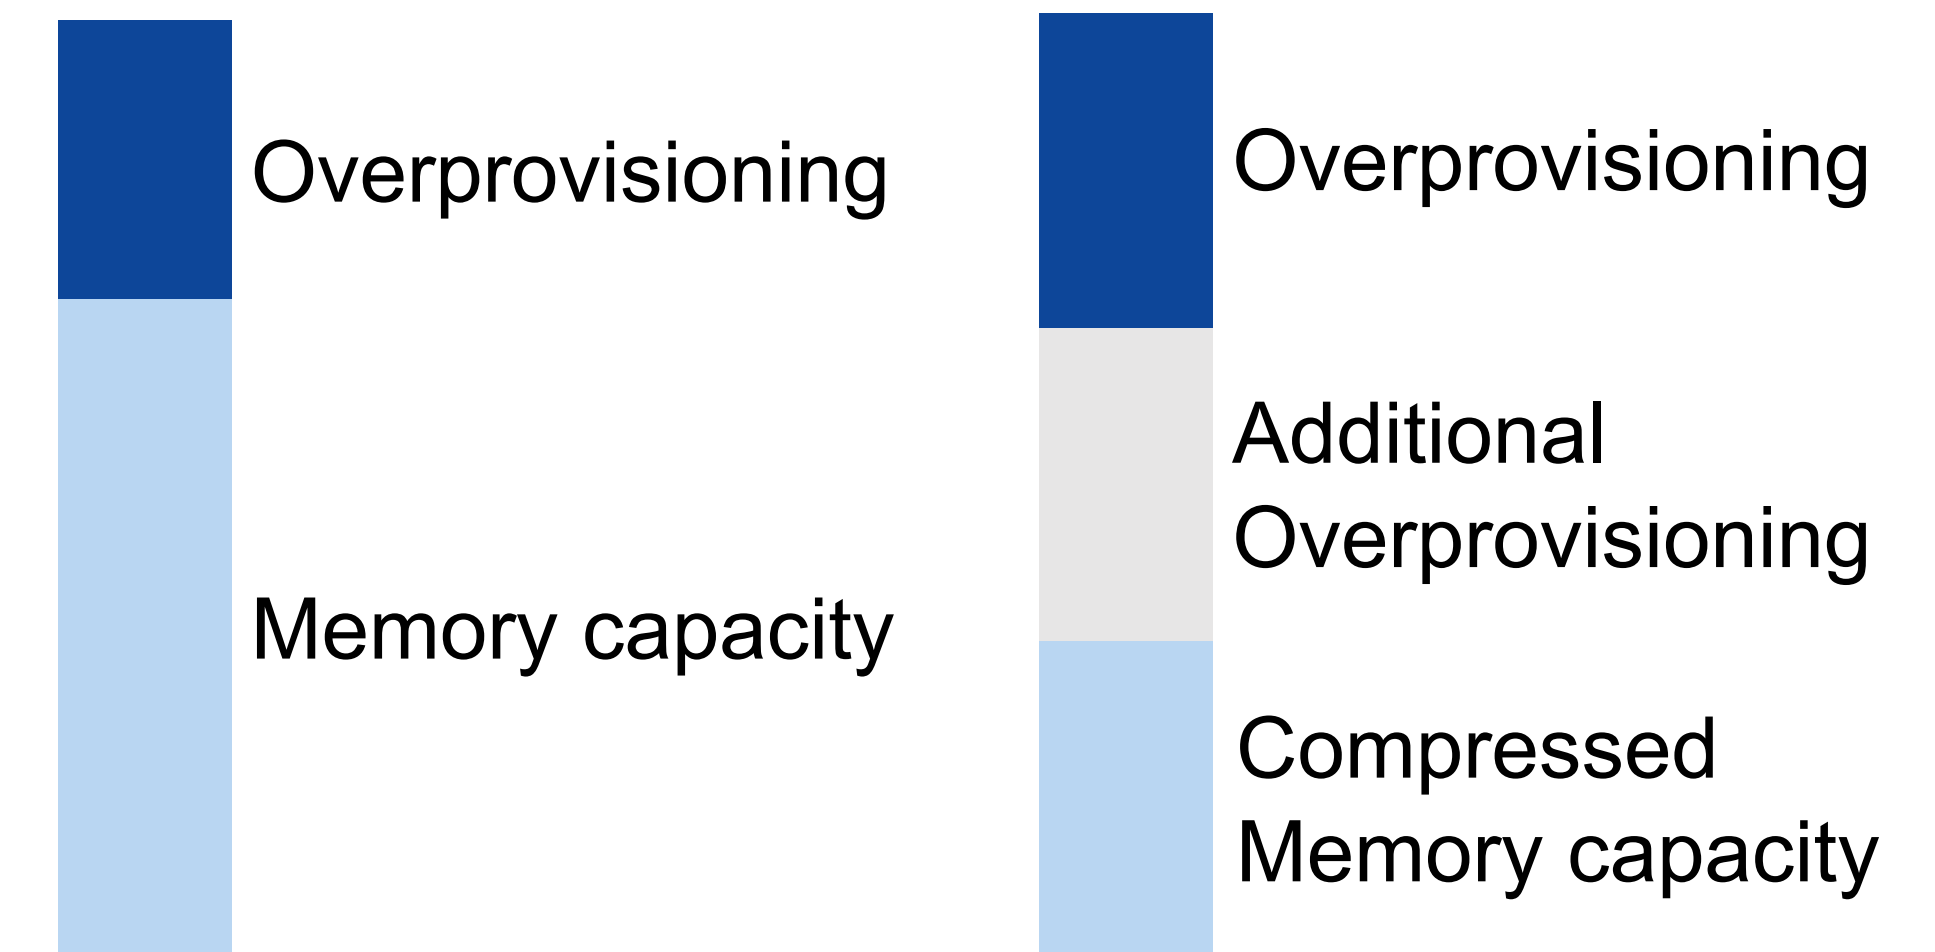 Overprovisioning
Memory capacity
Overprovisioning
Additional
Overprovisioning
Compressed
Memory capacity